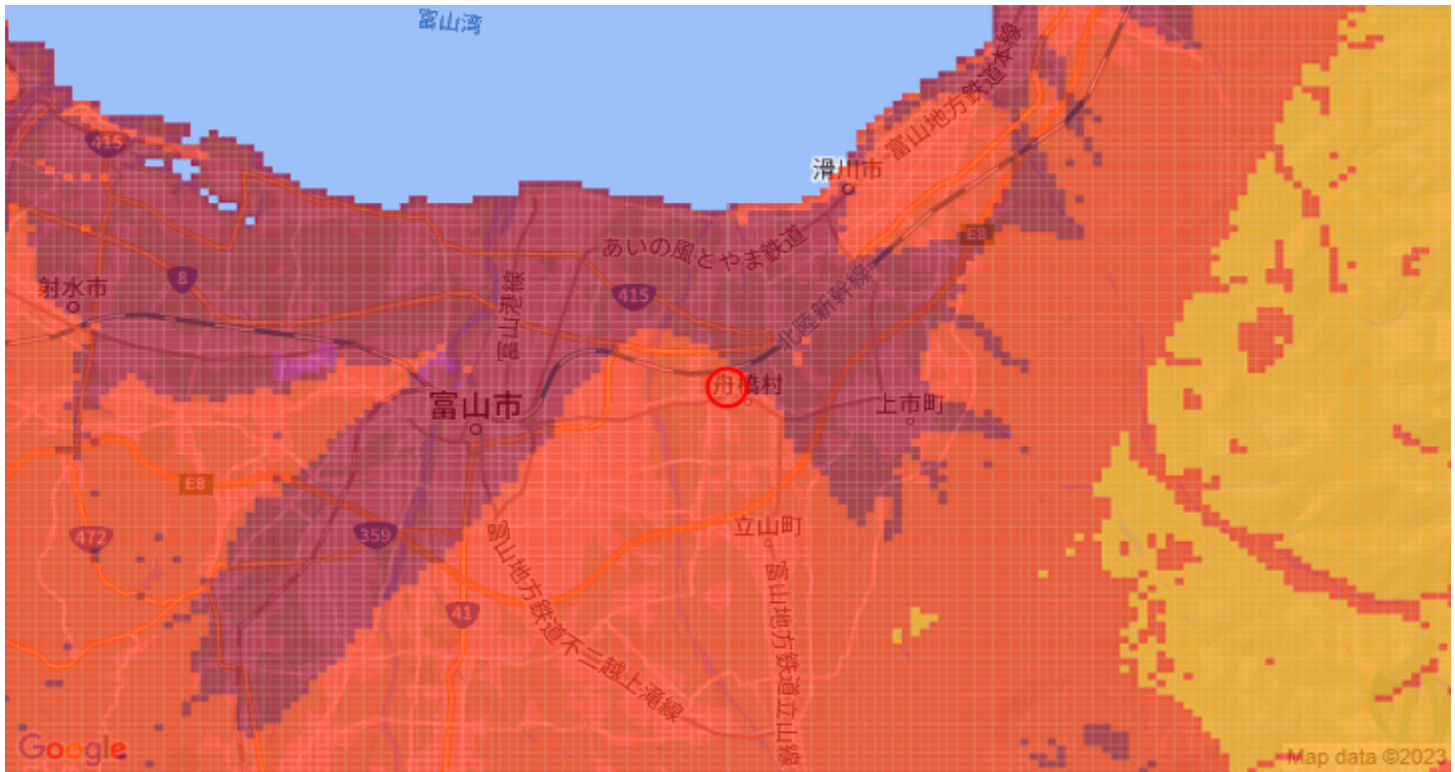 富山湾
富山地方鉄道本線
415
滑川市
あいの風とやま鉄道
E8
8
射水市
富山港線
415
北陸新幹線
舟橋村
富山市
上市町
E8
472
359
立山町
41
富山地方鉄道不二越上滝線
富山地方鉄道立山線
Google
Map data ©2023